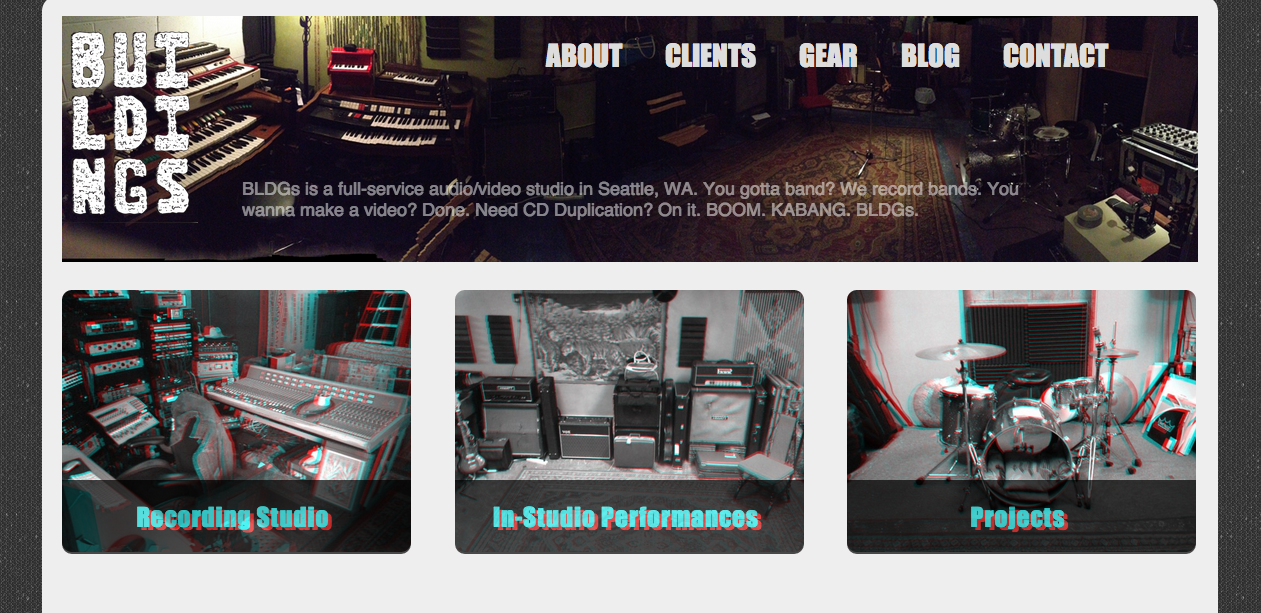 BUI
LDI
NGS
ABOUT CLIENTS GEAR BLOG CONTACT
BLDGs is a full-service audio/video studio in Seattle, WA. You gotta band? We record bands. You
wanna make a video? Done. Need CD Duplication? On it. BOOM. KABANG. BLDGs.
Recording Studio
In-Studio Performances
Projects